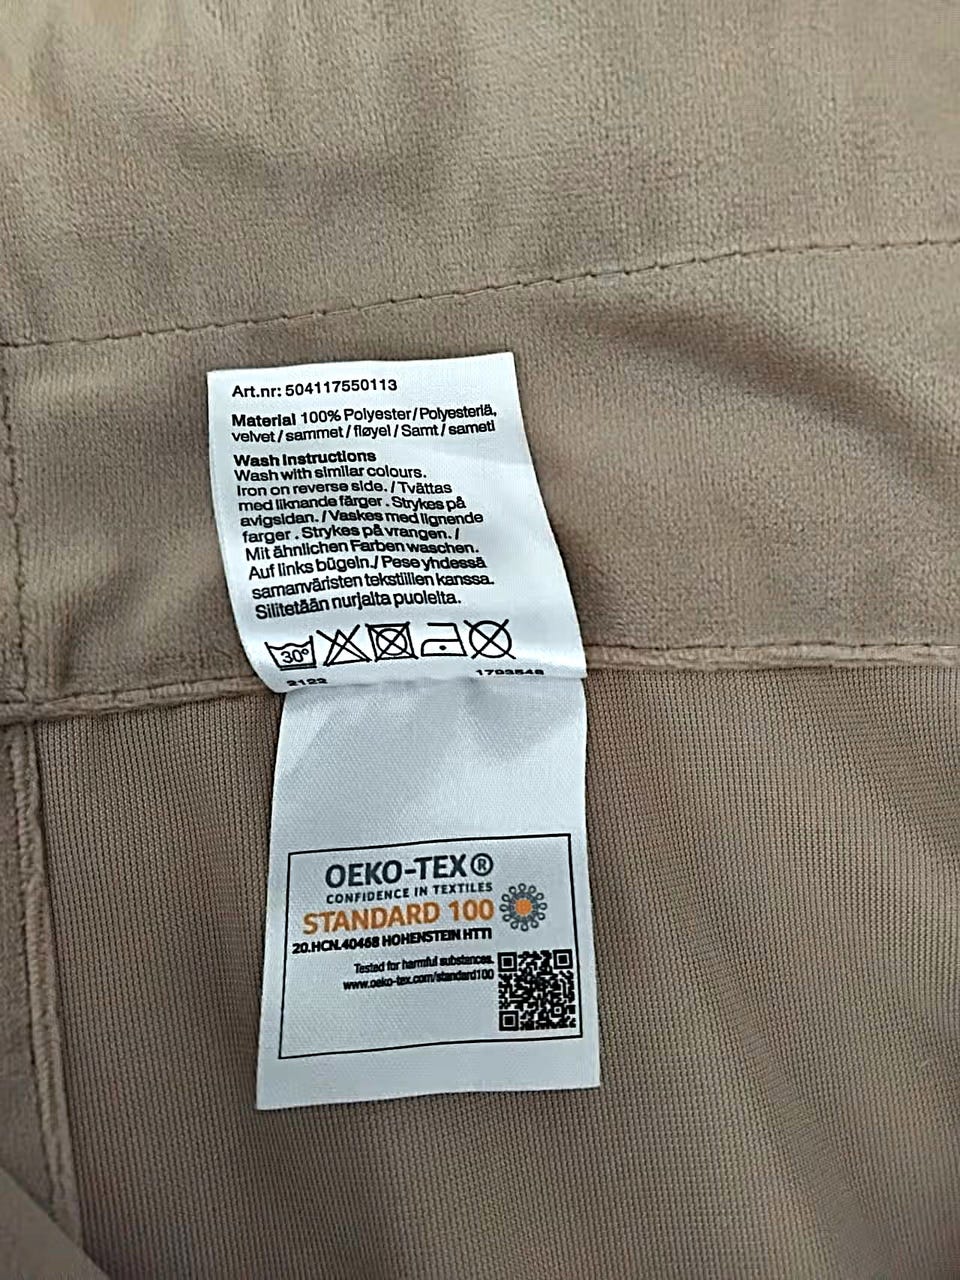 Art.nr: 504117550113
Material 100% Polyester/Polyesteriä,
velvet/sammet/fløyel/Samt/sameti
Wash Instructions
Wash with similar colours.
Iron on reverse side./Tvättas
med liknande färger. Strykes på
avigsidan./Vaskes med lignende
farger. Strykes på vrangen./
Mit ähnlichen Farben waschen.
Auf links bügeln./Pese yhdessä
samanväristen tekstiilien kanssa.
Silitetään nurjalta puolelta.
30°
2122 1793548
OEKO-TEX®
CONFIDENCE IN TEXTILES
STANDARD 100
20.HCN.40468 HOHENSTEIN HTTI
Tested for harmful substances.
www.oeko-tex.com/standard100